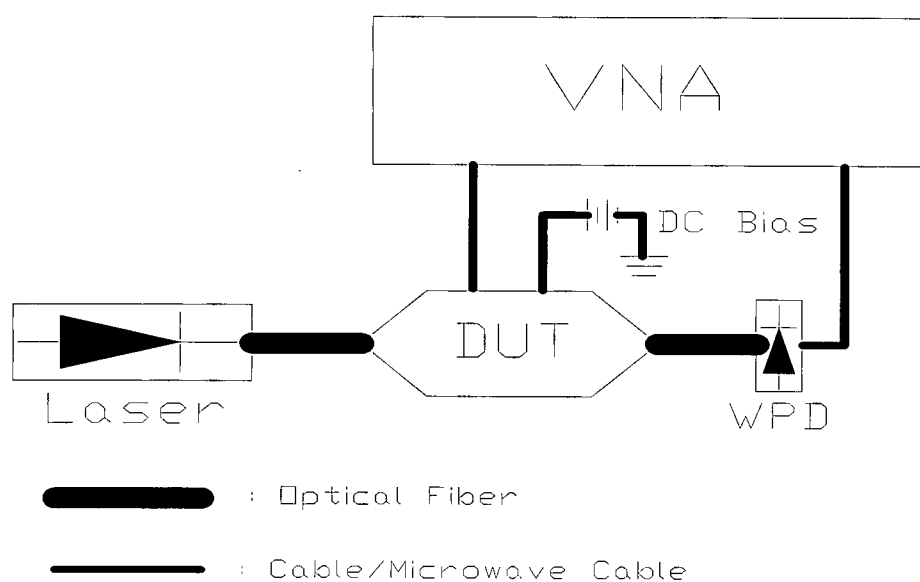 VNA
DC Bias
DUT
Laser
WPD
: Optical Fiber
: Cable/Microwave Cable